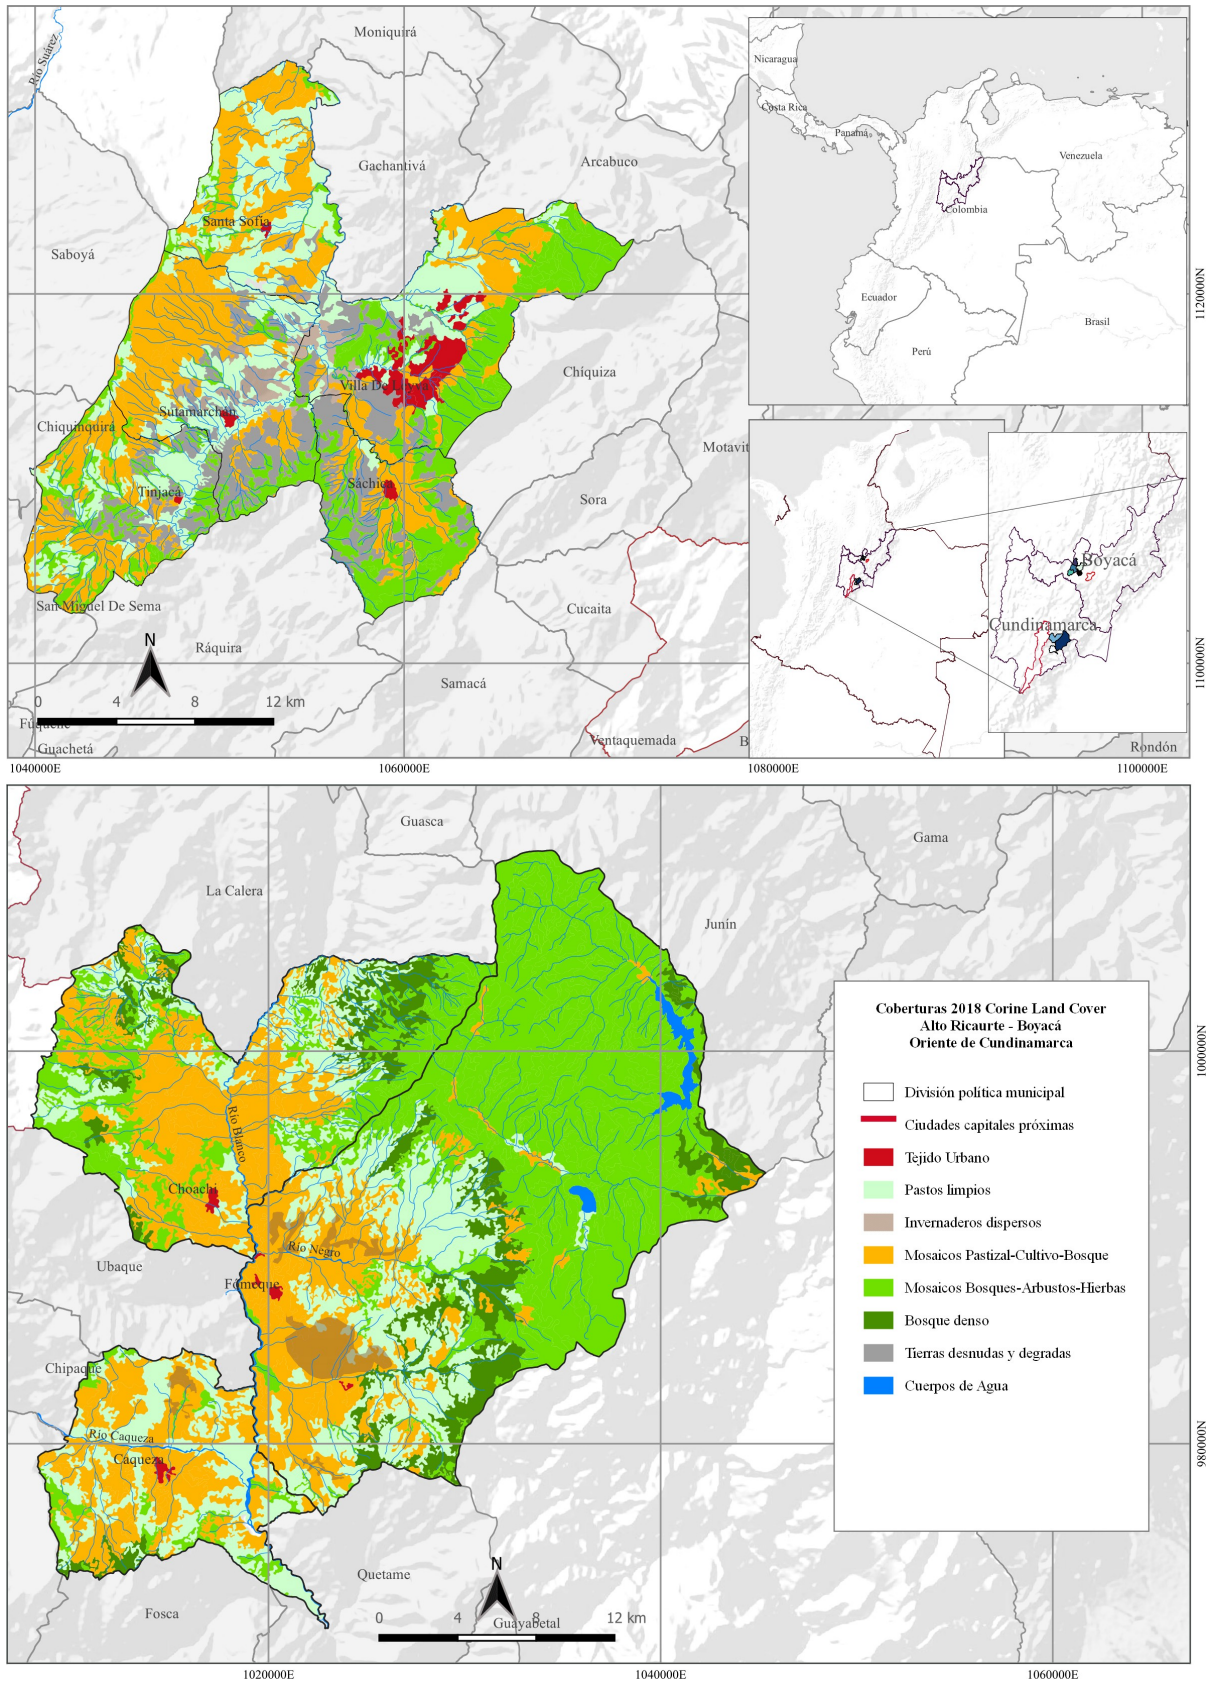 Moniquirá
Río Suárez
Gachantivá
Arcabuco
Santa Sofía
Saboyá
Chíquiza
Villa De Leyva
Sutamarchán
Chiquinquirá
Motavit
Tinjacá
Sáchica
Sora
San Miguel De Sema
Cucaita
Ráquira
Samacá
N
0 4 8 12 km
Fúquene
Guachetá
Ventaquemada
B
Rondón
Nicaragua
Costa Rica
Panamá
Venezuela
Colombia
Ecuador
Brasil
Perú
Boyacá
Cundinamarca
1120000N
1100000N
1040000E
1060000E
1080000E
1100000E
Guasca
Gama
La Calera
Junín
Río Blanco
Choachí
Río Negro
Ubaque
Fómeque
Chipaque
Río Caqueza
Caqueza
Quetame
Fosca
Guayabetal
N
0 4 8 12 km
Coberturas 2018 Corine Land Cover
Alto Ricaurte - Boyacá
Oriente de Cundinamarca
División política municipal
Ciudades capitales próximas
Tejido Urbano
Pastos limpios
Invernaderos dispersos
Mosaicos Pastizal-Cultivo-Bosque
Mosaicos Bosques-Arbustos-Hierbas
Bosque denso
Tierras desnudas y degradas
Cuerpos de Agua
1000000N
980000N
1020000E
1040000E
1060000E